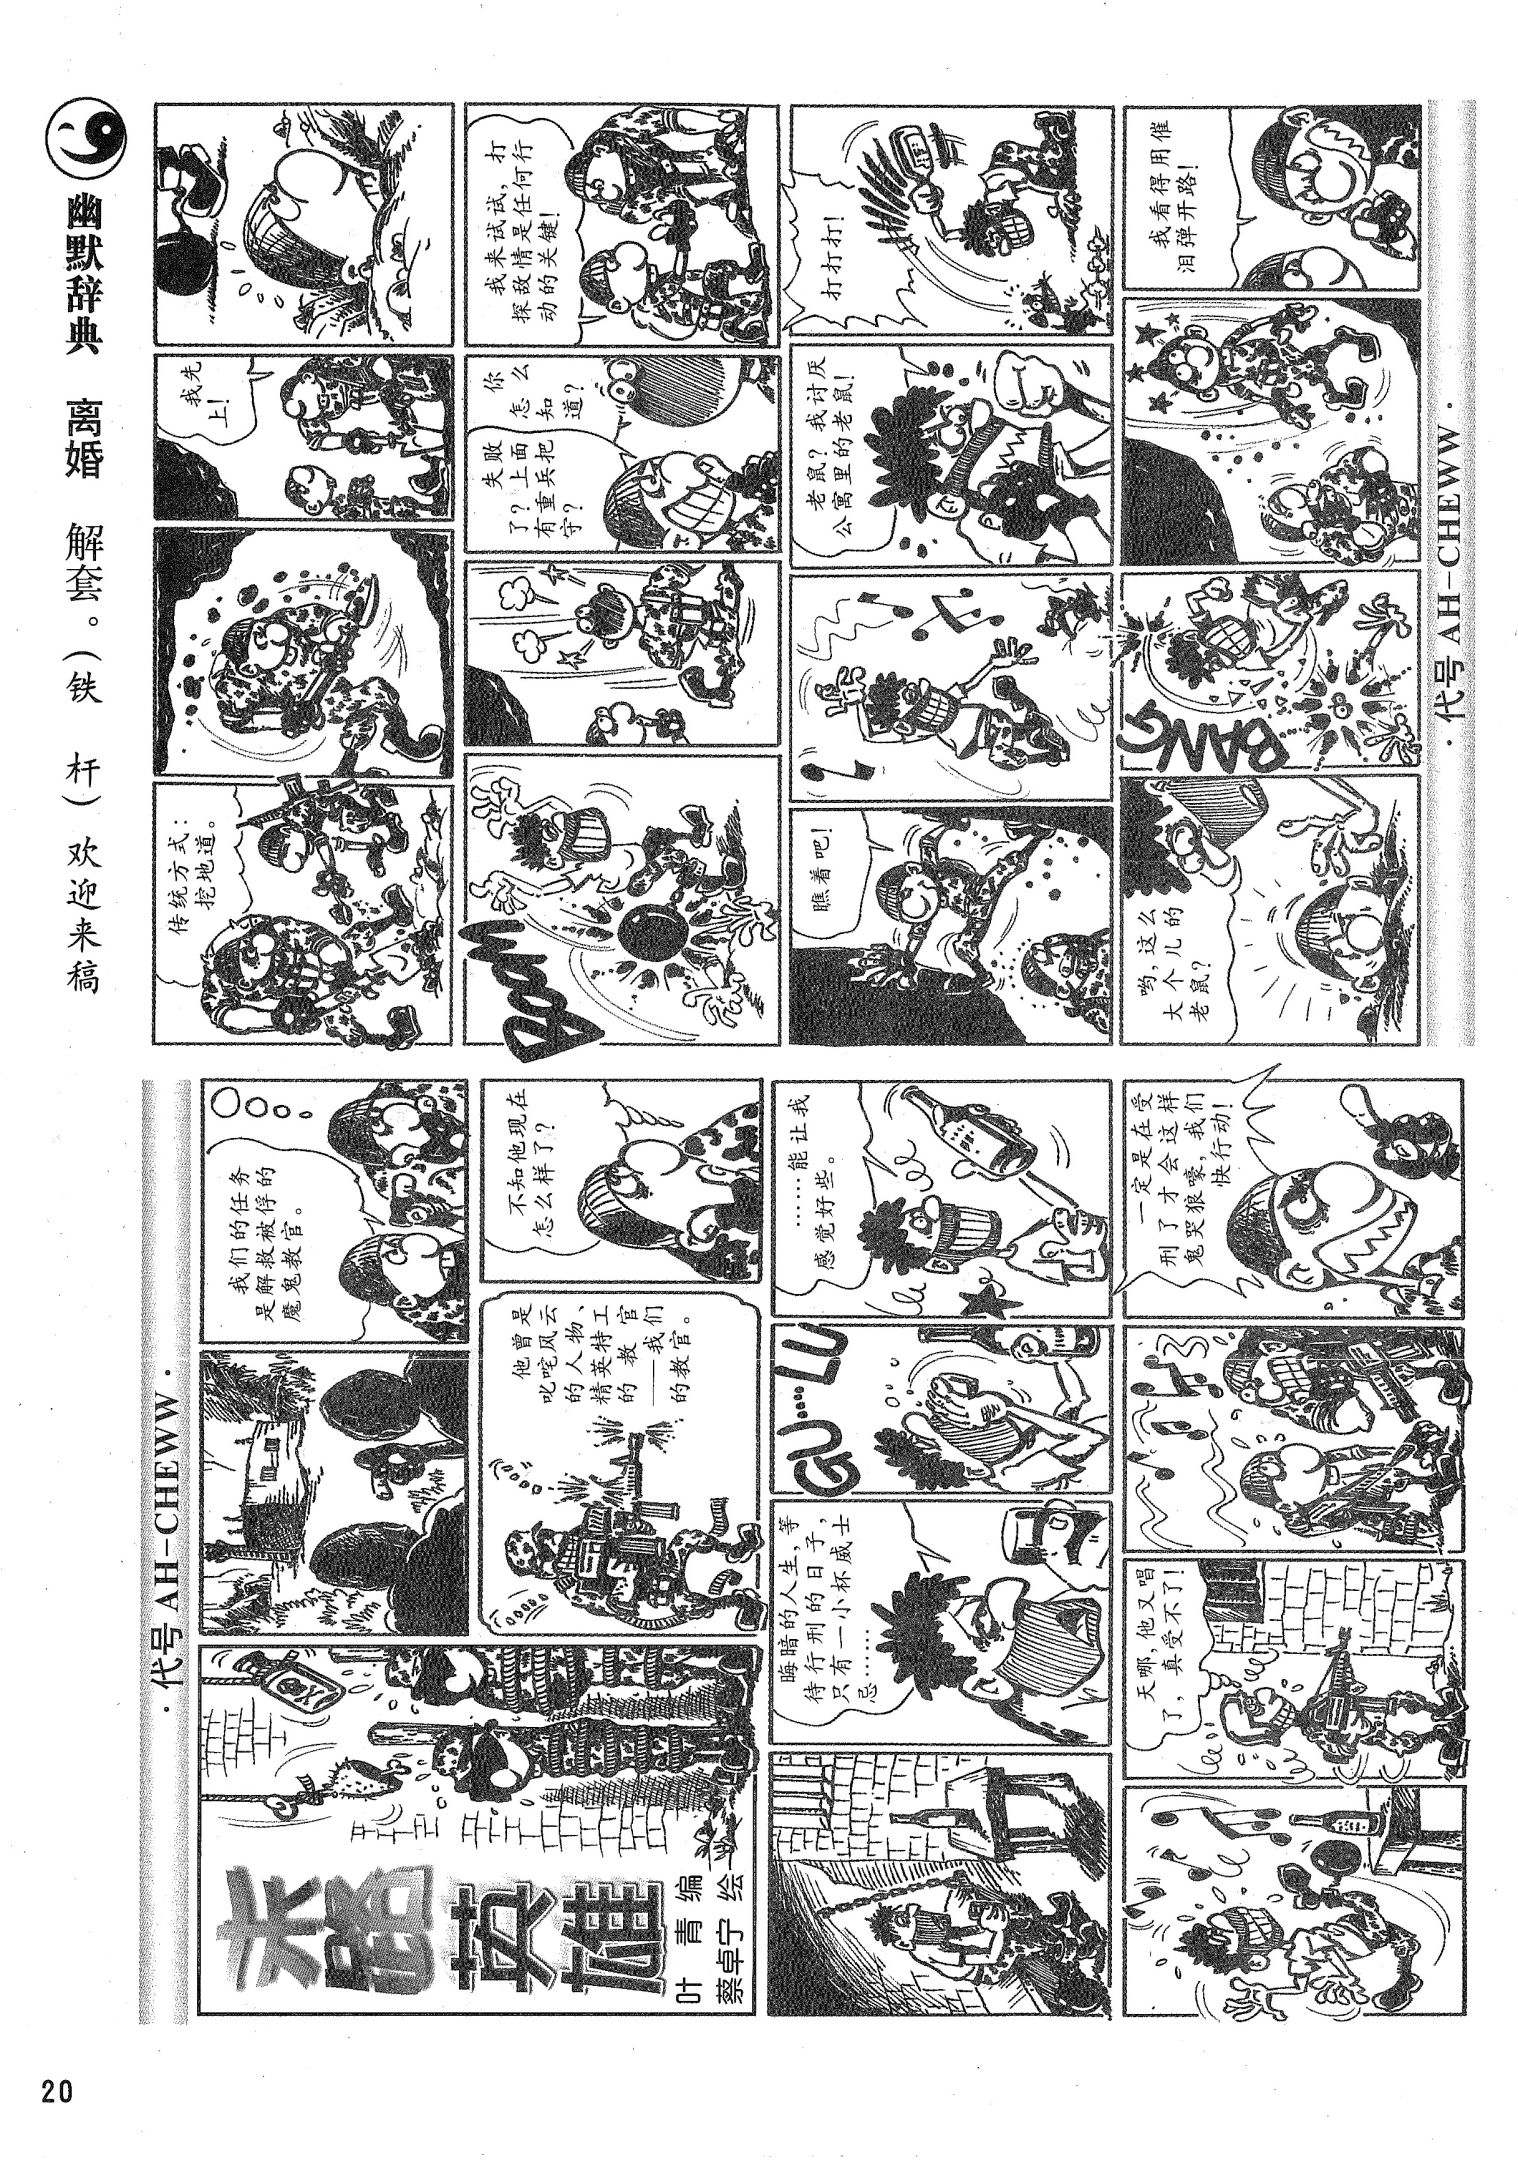 ·代号 AH-CHEWW·
末路
英雄
叶 青 编
蔡卓宁 绘
我们的任务
是解救被俘的
魔鬼教官。
他曾是
叱咤风云
的人物、
精英特工
的教官
——我们
的教官。
不知他现在
怎么样了？
晦暗的人生，等
待行刑的日子，
只有一小杯威士
忌……
GU....LU
……能让我
感觉好些。
天哪，他又唱
了，真受不了！
一定是在受
刑了才会这样
鬼哭狼嚎，我们
快行动！
传统方式：
挖地道。
我先
上！
BOOM
失败
了？上面
有重兵把
守？
你
怎么
知道？
我来试试，打
探敌情是任何行
动的关键！
瞧着吧！
老鼠？我讨厌
公寓里的老鼠！
打打打！
哟，这么
大个儿的
老鼠？
BANG
我看得用催
泪弹开路！
·代号 AH-CHEWW·
幽默辞典 离婚 解套。（铁 杆）欢迎来稿
20